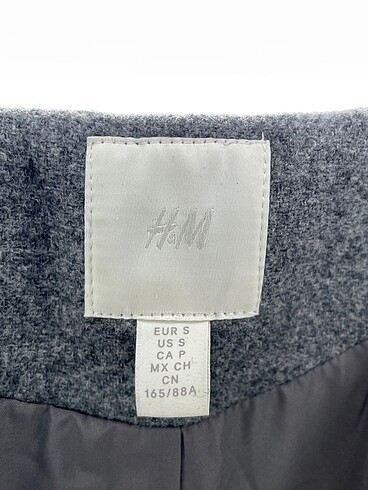 H&M
EUR S
US S
CA P
MX CH
CN
165/88A